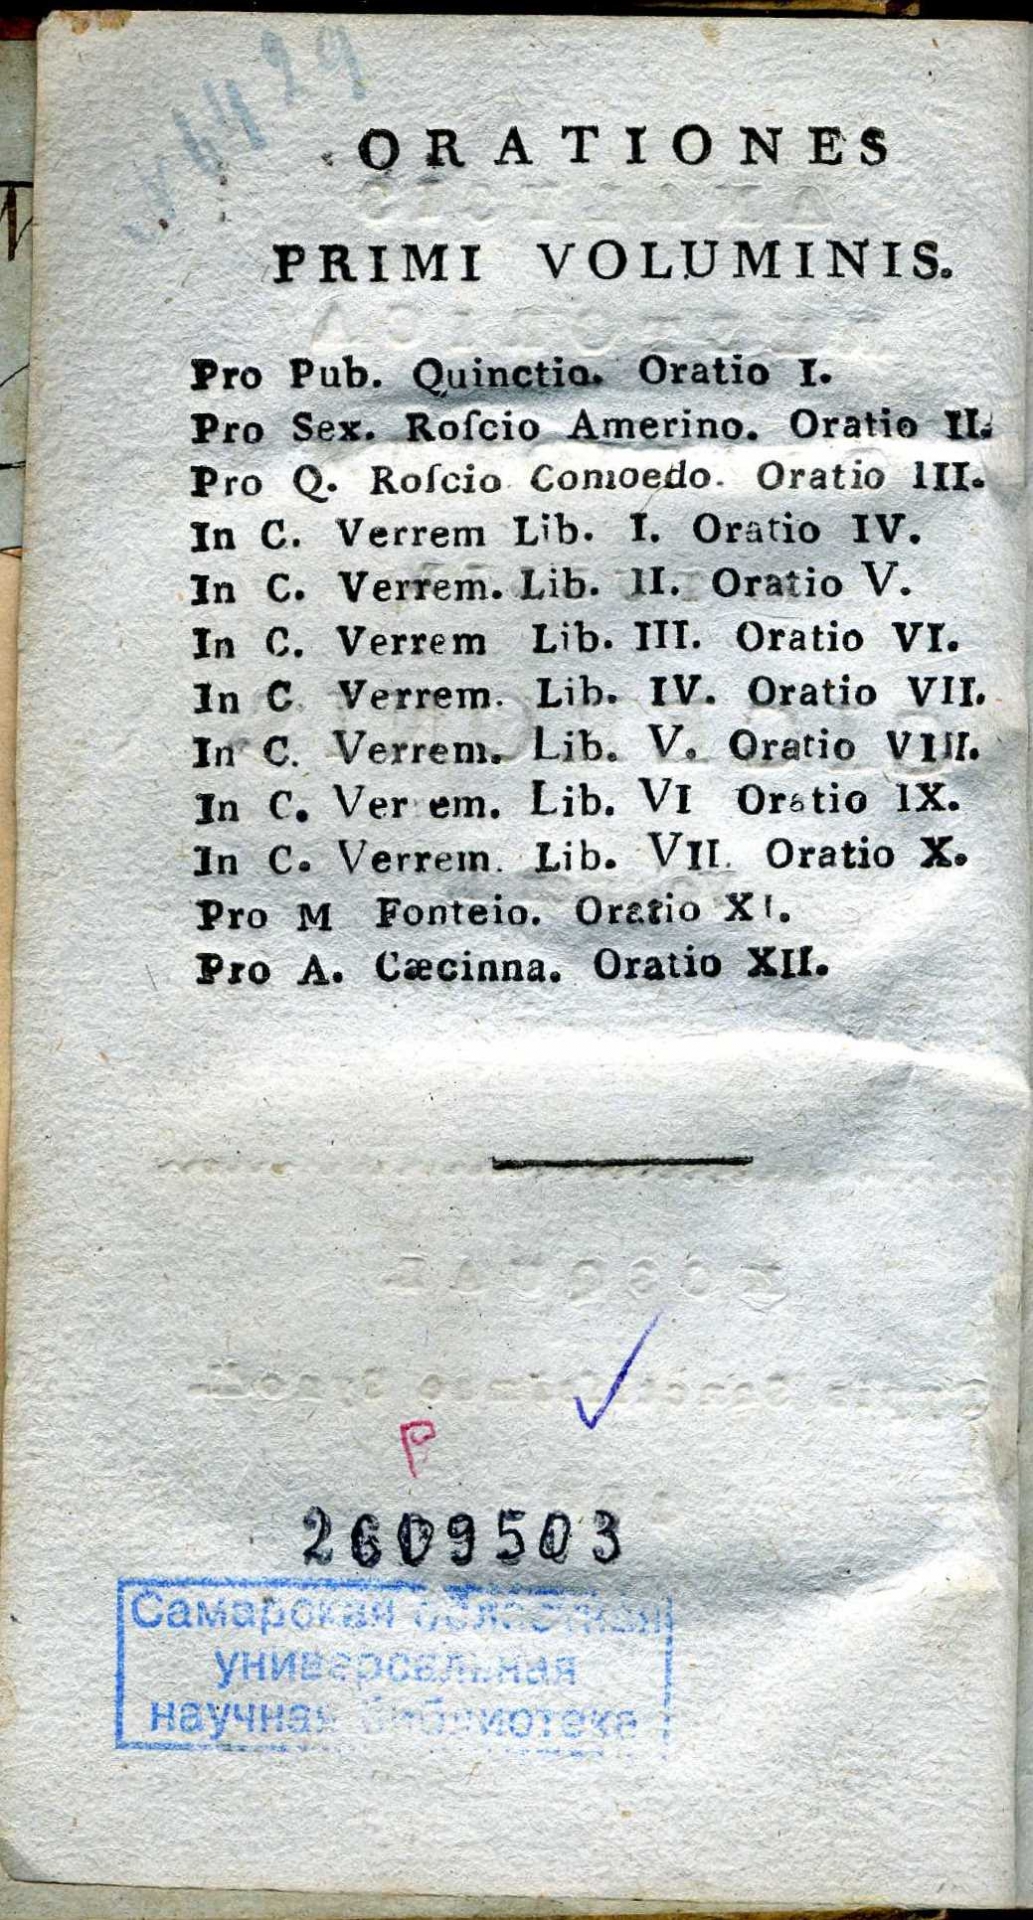 ORATIONES
PRIMI VOLUMINIS.
Pro Pub. Quinctio. Oratio I.
Pro Sex. Roſcio Amerino. Oratio II.
Pro Q. Roſcio Comoedo. Oratio III.
In C. Verrem Lib. I. Oratio IV.
In C. Verrem. Lib. II. Oratio V.
In C. Verrem Lib. III. Oratio VI.
In C. Verrem. Lib. IV. Oratio VII.
In C. Verrem. Lib. V. Oratio VIII.
In C. Verrem. Lib. VI Oratio IX.
In C. Verrem. Lib. VII. Oratio X.
Pro M Fonteio. Oratio XI.
Pro A. Cæcinna. Oratio XII.
P
2609503
Самарская областная
универсальная
научная библиотека